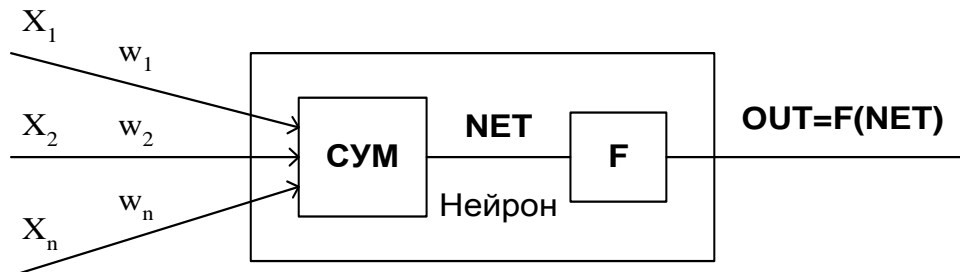 X₁
w₁
X₂
w₂
Xₙ
wₙ
СУМ
NET
F
Нейрон
OUT=F(NET)